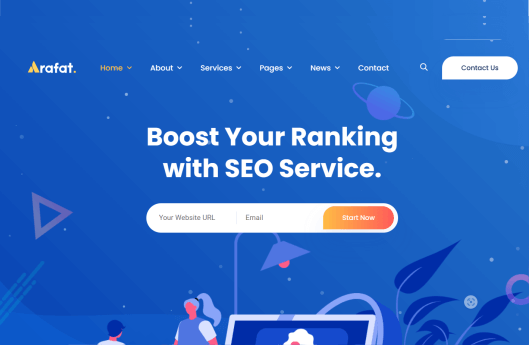 Arafat.
Home About Services Pages News Contact Contact Us
Boost Your Ranking
with SEO Service.
Your Website URL Email Start Now